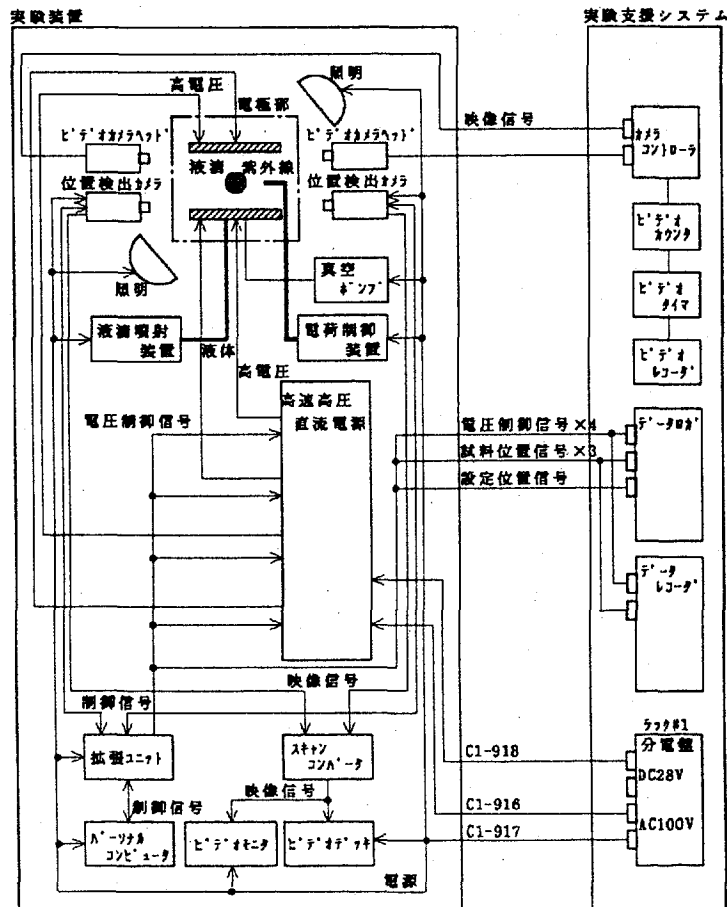 実験装置
実験支援システム
照明
高電圧
電極部
映像信号
ビデオカメラヘッド
ビデオカメラヘッド
カメラ
コントローラ
液滴
紫外線
位置検出カメラ
位置検出カメラ
ビデオ
カウンタ
照明
真空
ポンプ
ビデオ
タイマ
液滴噴射
装置
液体
電荷制御
装置
ビデオ
レコーダ
高電圧
高速高圧
直流電源
電圧制御信号
電圧制御信号×4
データロガ
試料位置信号×3
設定位置信号
データ
レコーダ
映像信号
制御信号
ラック#1
拡張ユニット
スキャン
コンバータ
C1-918
分電盤
DC28V
映像信号
制御信号
C1-916
AC100V
パーソナル
コンピュータ
ビデオモニタ
ビデオデッキ
C1-917
電源